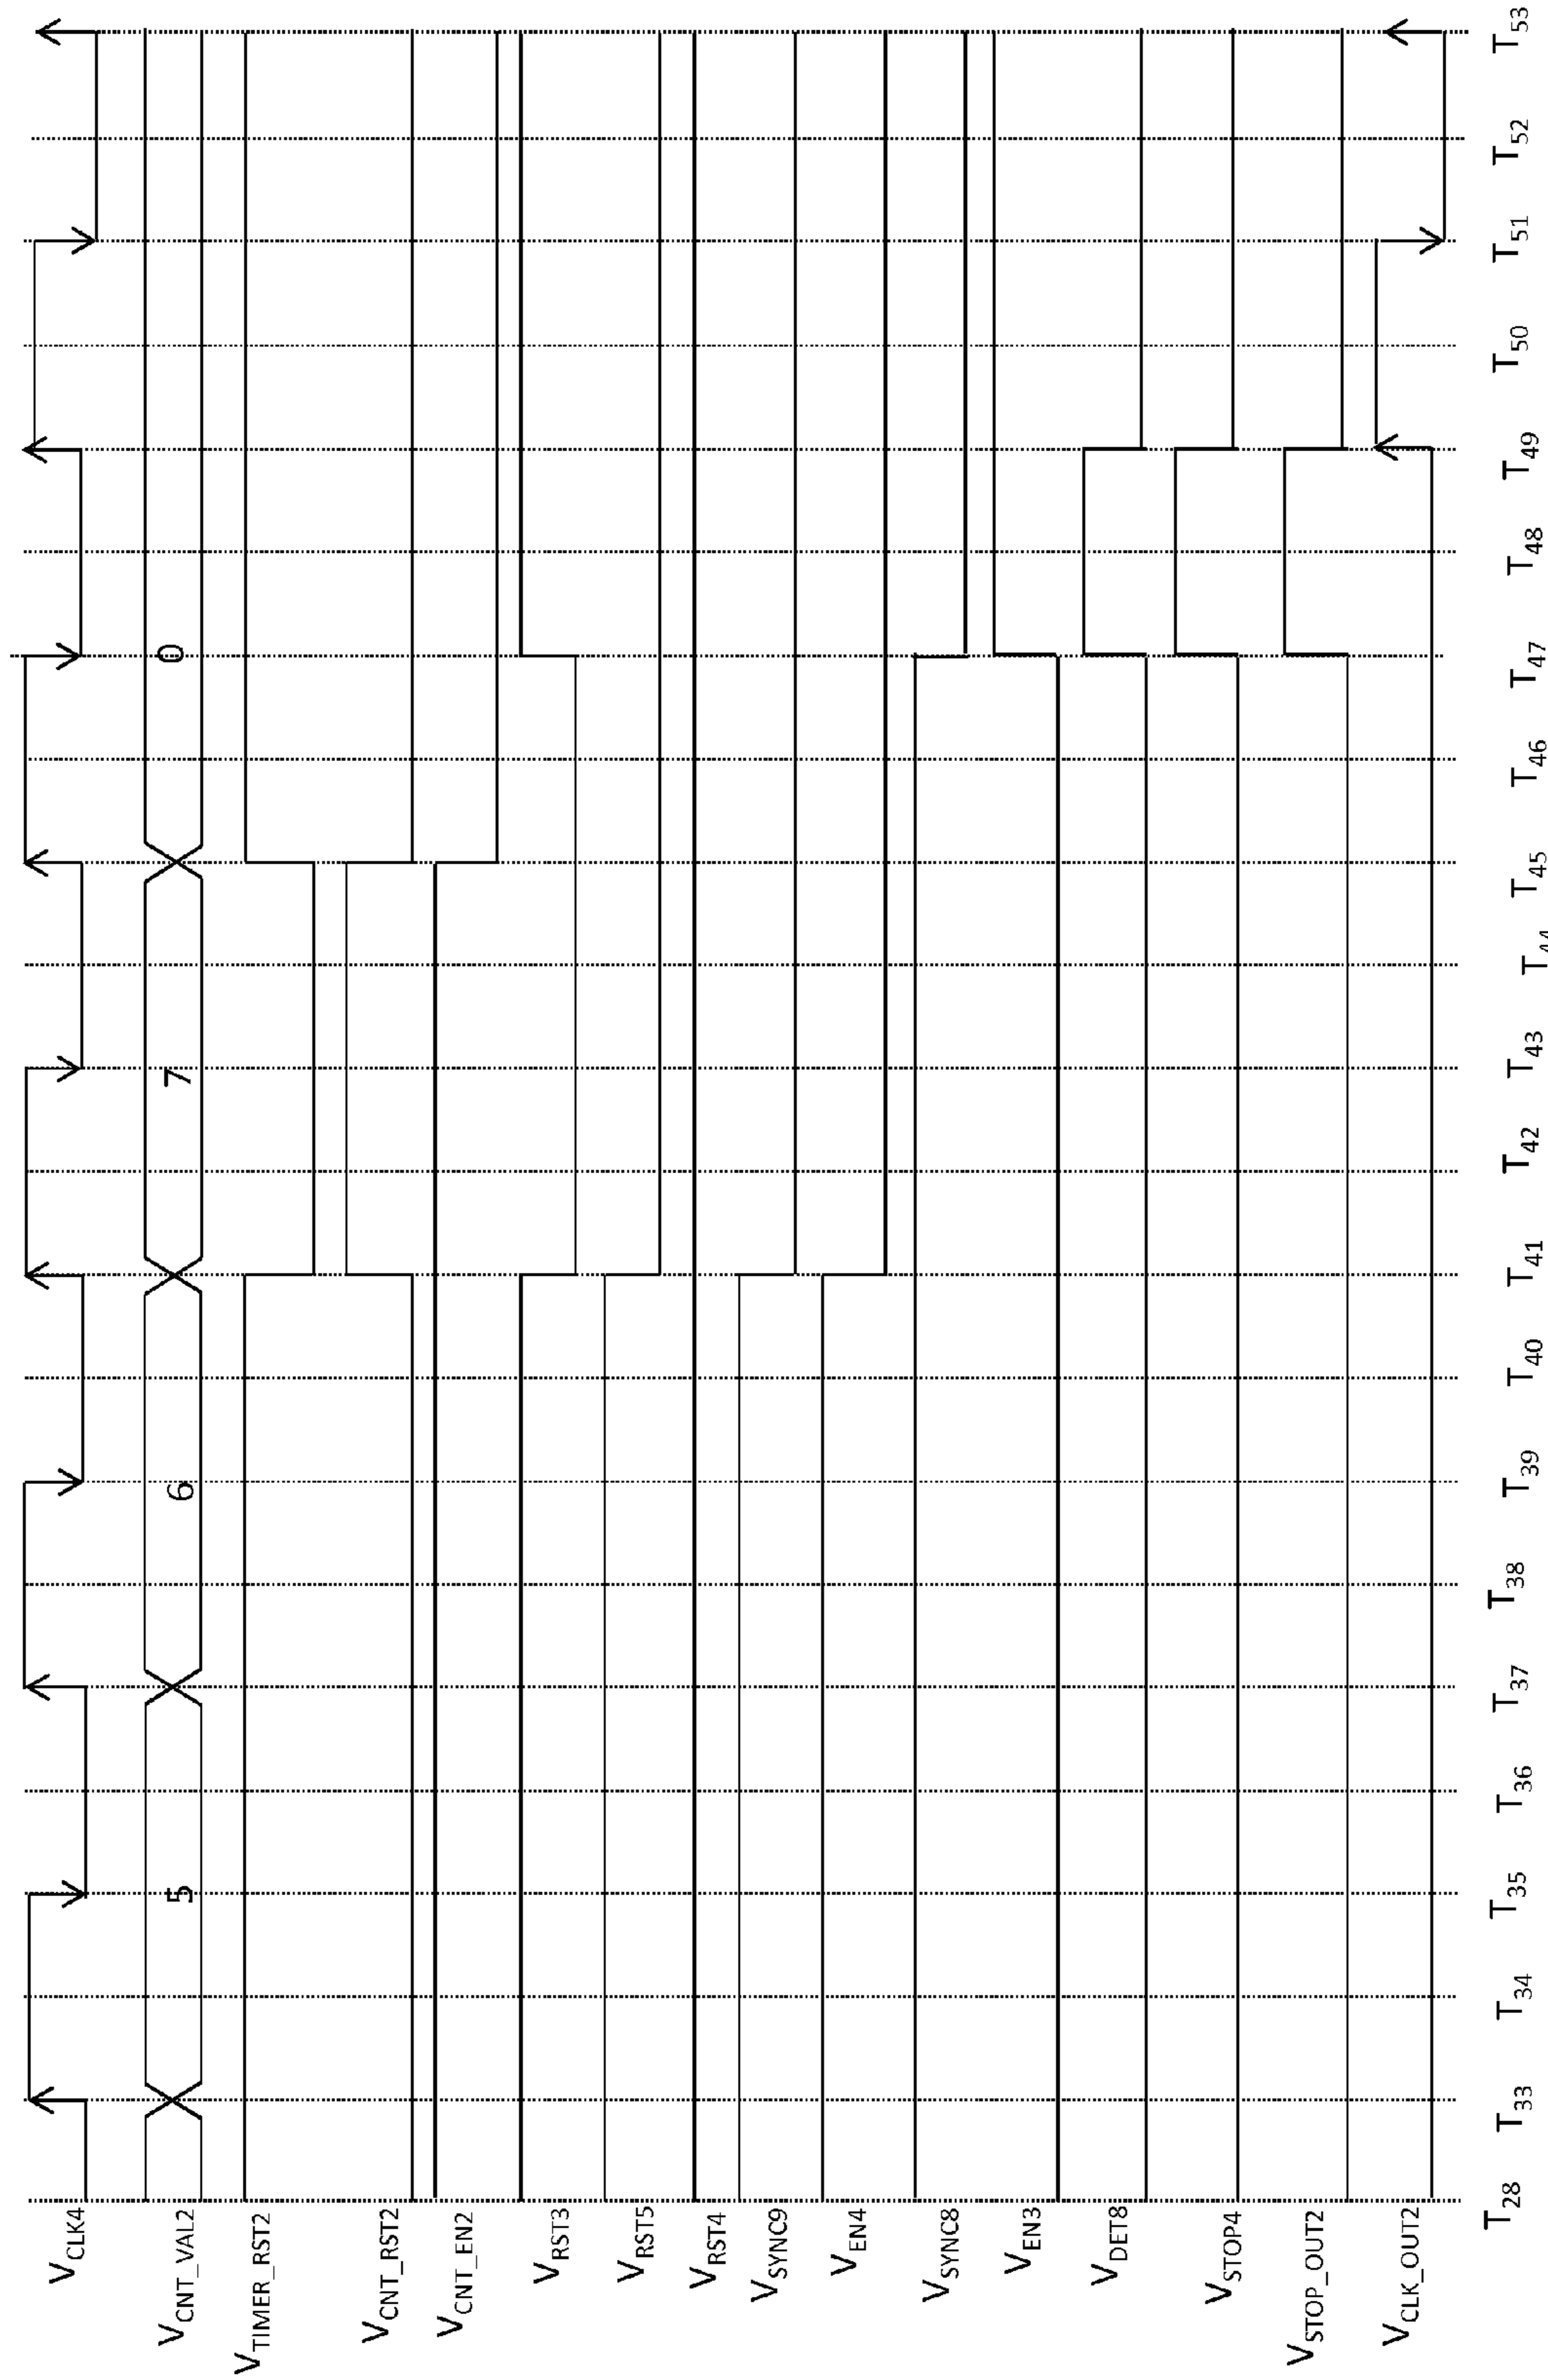 V_CLK4
V_CNT_VAL2
V_TIMER_RST2
V_CNT_RST2
V_CNT_EN2
V_RST3
V_RST5
V_RST4
V_SYNC9
V_EN4
V_SYNC8
V_EN3
V_DET8
V_STOP4
V_STOP_OUT2
V_CLK_OUT2
5 6 7 0
T28 T33 T34 T35 T36 T37 T38 T39 T40 T41 T42 T43 T44 T45 T46 T47 T48 T49 T50 T51 T52 T53